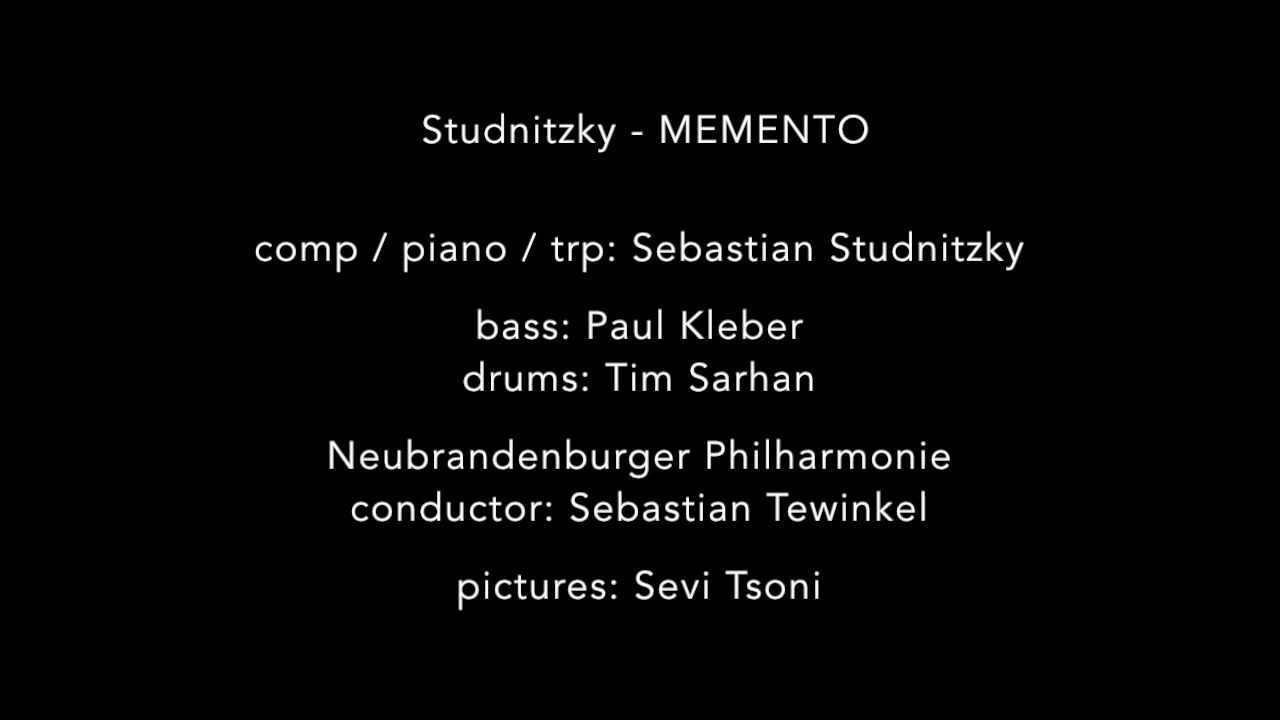 Studnitzky - MEMENTO
comp / piano / trp: Sebastian Studnitzky
bass: Paul Kleber
drums: Tim Sarhan
Neubrandenburger Philharmonie
conductor: Sebastian Tewinkel
pictures: Sevi Tsoni